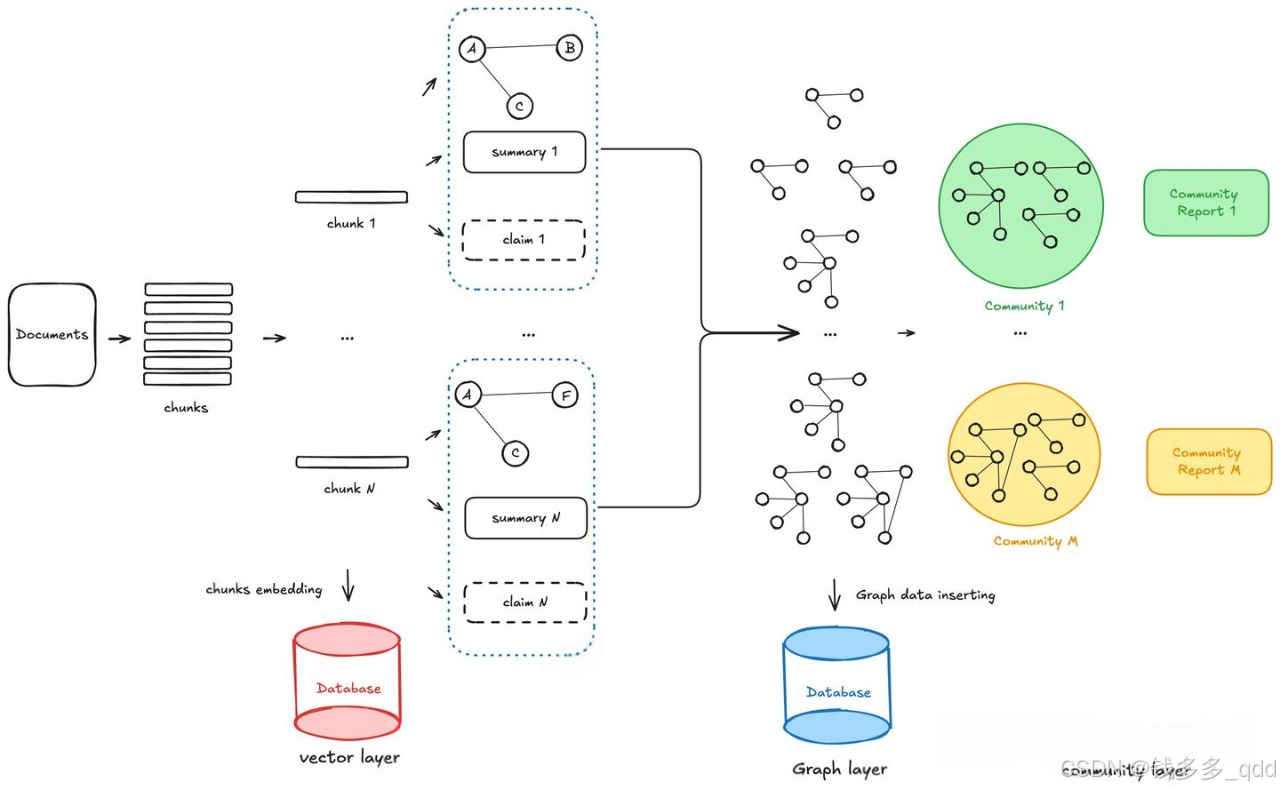 Documents
chunks
chunk 1
...
chunk N
A
B
C
summary 1
claim 1
...
A
F
C
summary N
claim N
chunks embedding
Database
vector layer
...
Graph data inserting
Database
Graph layer
Community 1
...
Community M
Community
Report 1
Community
Report M
community layer
CSDN @钱多多_qdd